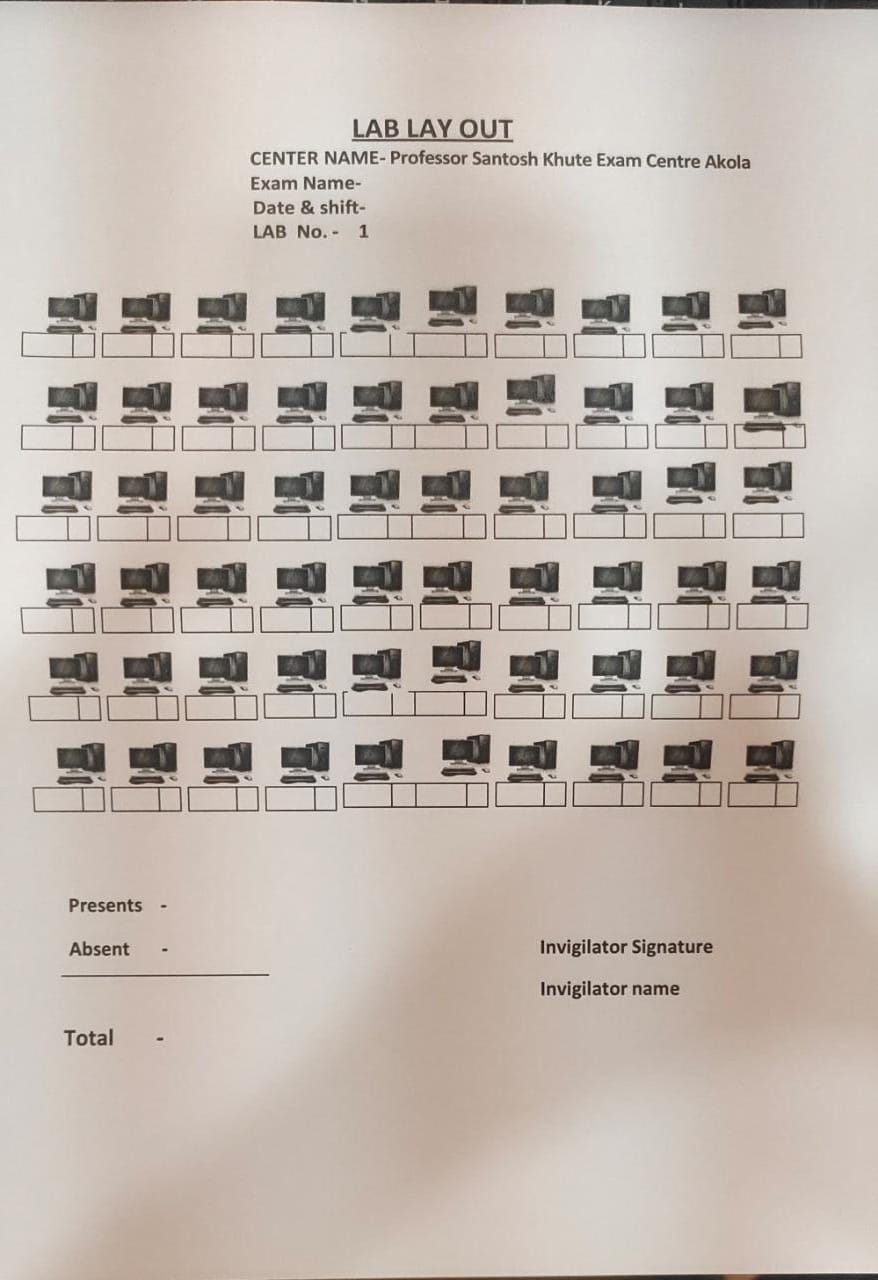 LAB LAY OUT
CENTER NAME- Professor Santosh Khute Exam Centre Akola
Exam Name-
Date & shift-
LAB No. - 1
Presents -
Absent -
Invigilator Signature
Invigilator name
Total -